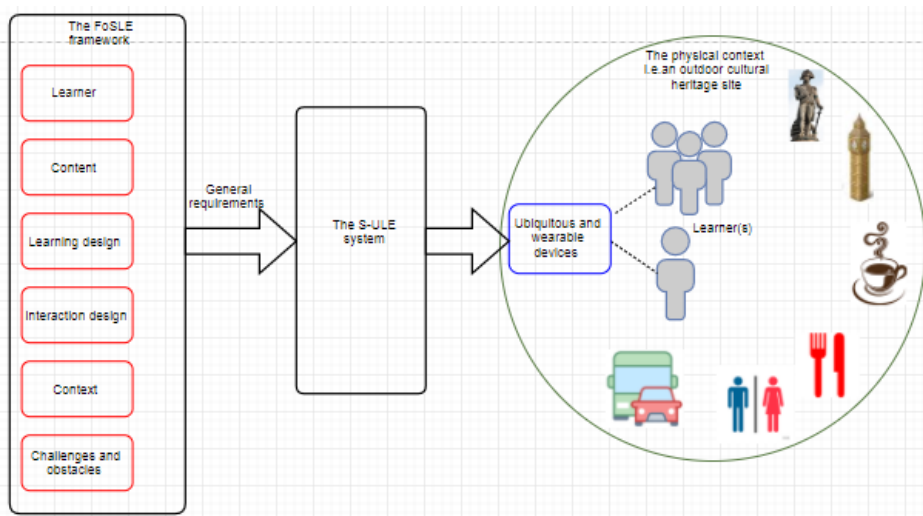 The FoSLE
framework
Learner
Content
Learning design
Interaction design
Context
Challenges and
obstacles
General
requirements
The S-ULE
system
Ubiquitous and
wearable
devices
The physical context
i.e.an outdoor cultural
heritage site
Learner(s)